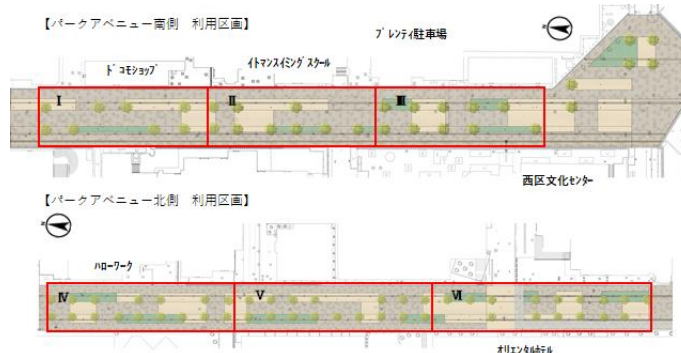 【パークアベニュー南側 利用区画】
プレンティ駐車場
イトマンスイミングスクール
ドコモショップ
Ⅰ
Ⅱ
Ⅲ
西区文化センター
【パークアベニュー北側 利用区画】
ハローワーク
Ⅳ
Ⅴ
Ⅵ
オリエンタルホテル